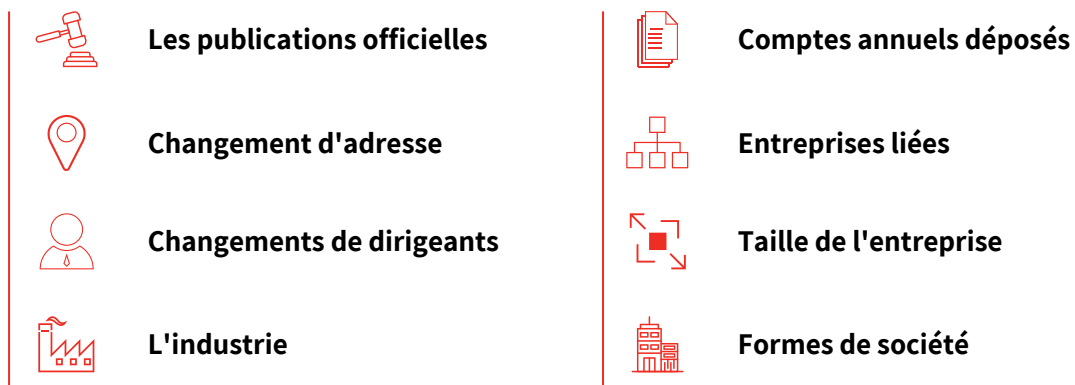 Les publications officielles
Changement d'adresse
Changements de dirigeants
L'industrie
Comptes annuels déposés
Entreprises liées
Taille de l'entreprise
Formes de société